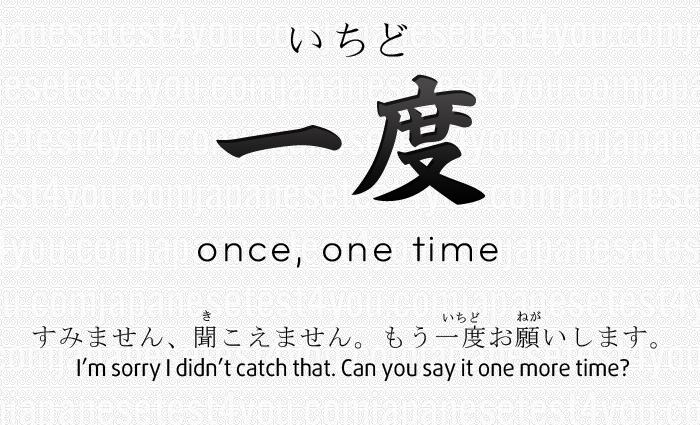 いちど
一度
once, one time
き いちど ねが
すみません、聞こえません。もう一度お願いします。
I'm sorry I didn't catch that. Can you say it one more time?